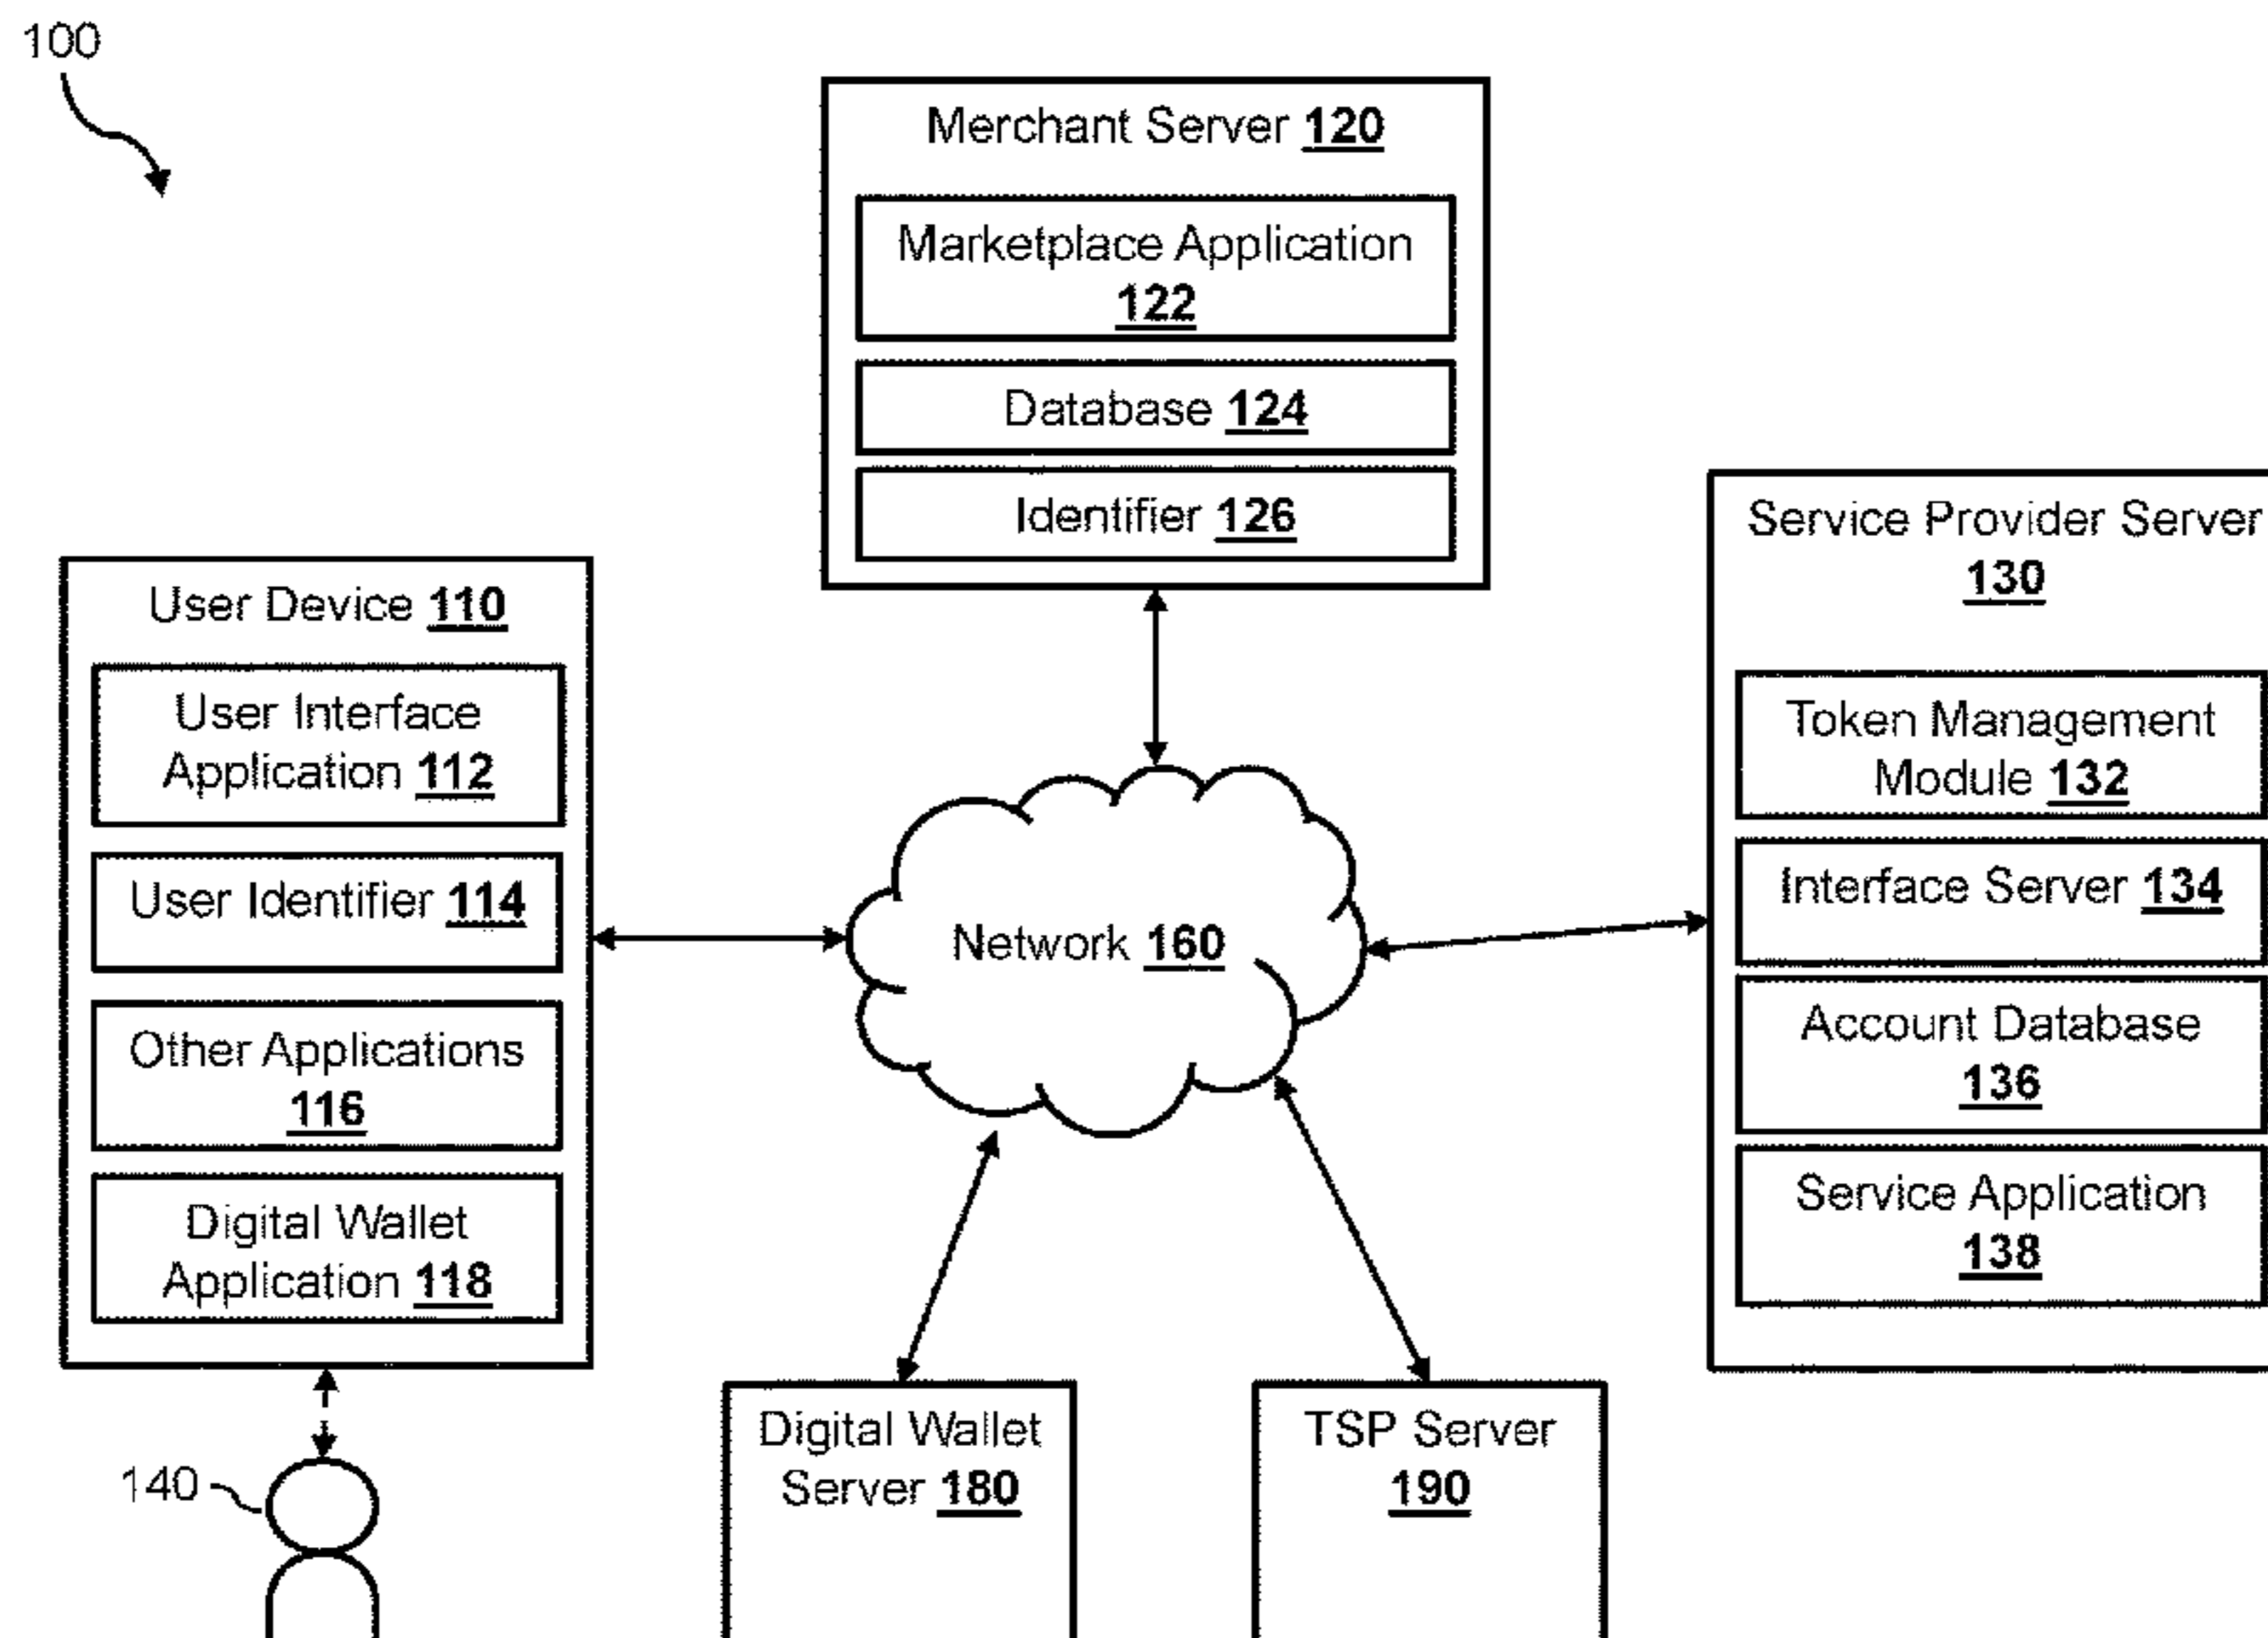 100
Merchant Server 120
Marketplace Application
122
Database 124
Identifier 126
User Device 110
User Interface
Application 112
User Identifier 114
Other Applications
116
Digital Wallet
Application 118
Network 160
Service Provider Server
130
Token Management
Module 132
Interface Server 134
Account Database
136
Service Application
138
140
Digital Wallet
Server 180
TSP Server
190